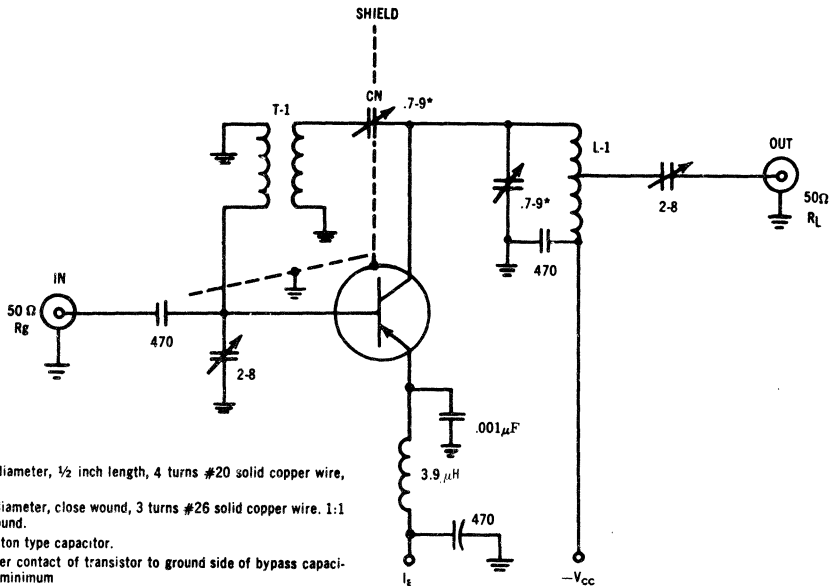 SHIELD
CN
.7-9*
T-1
L-1
OUT
.7-9*
2-8
50Ω
RL
470
IN
50 Ω
Rg
470
2-8
.001µF
diameter, ½ inch length, 4 turns #20 solid copper wire,
3.9 µH
diameter, close wound, 3 turns #26 solid copper wire. 1:1
470
ton type capacitor.
er contact of transistor to ground side of bypass capaci-
minimum
IE
-VCC